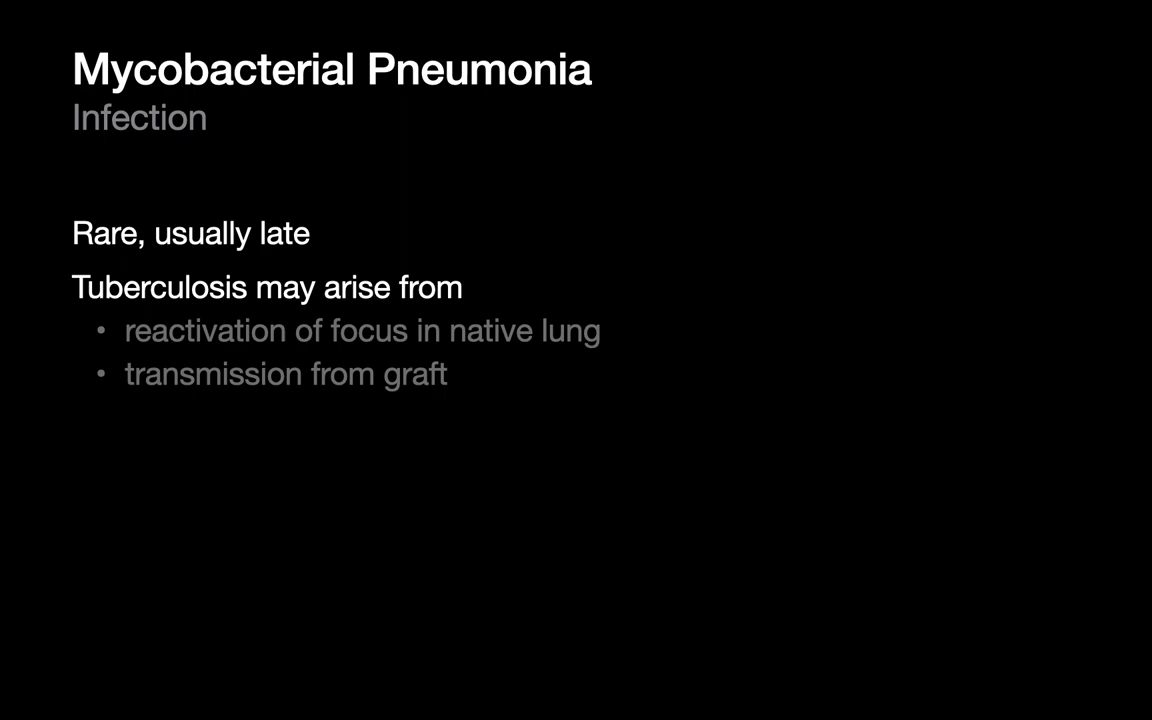 Mycobacterial Pneumonia
Infection
Rare, usually late
Tuberculosis may arise from
• reactivation of focus in native lung
• transmission from graft